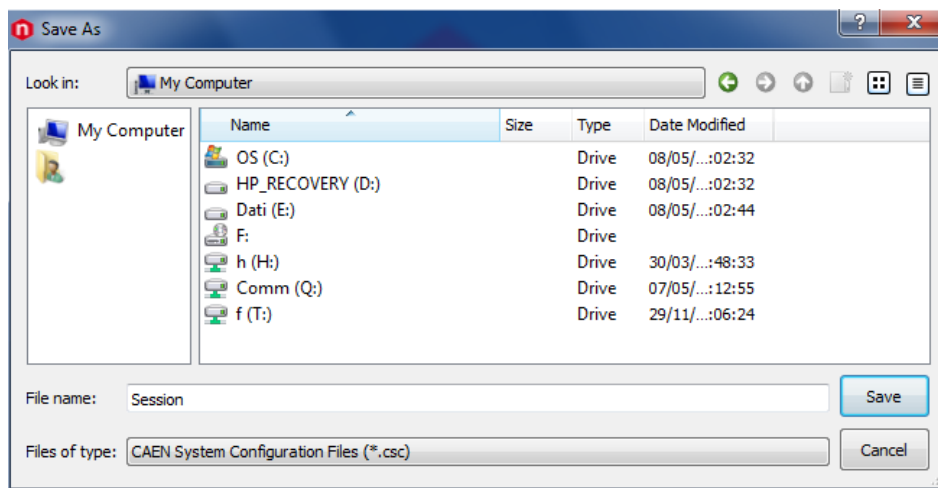 Save As
Look in: My Computer
My Computer
Name Size Type Date Modified
OS (C:) Drive 08/05/...:02:32
HP_RECOVERY (D:) Drive 08/05/...:02:32
Dati (E:) Drive 08/05/...:02:44
F: Drive
h (H:) Drive 30/03/...:48:33
Comm (Q:) Drive 07/05/...:12:55
f (T:) Drive 29/11/...:06:24
File name: Session Save
Files of type: CAEN System Configuration Files (*.csc) Cancel